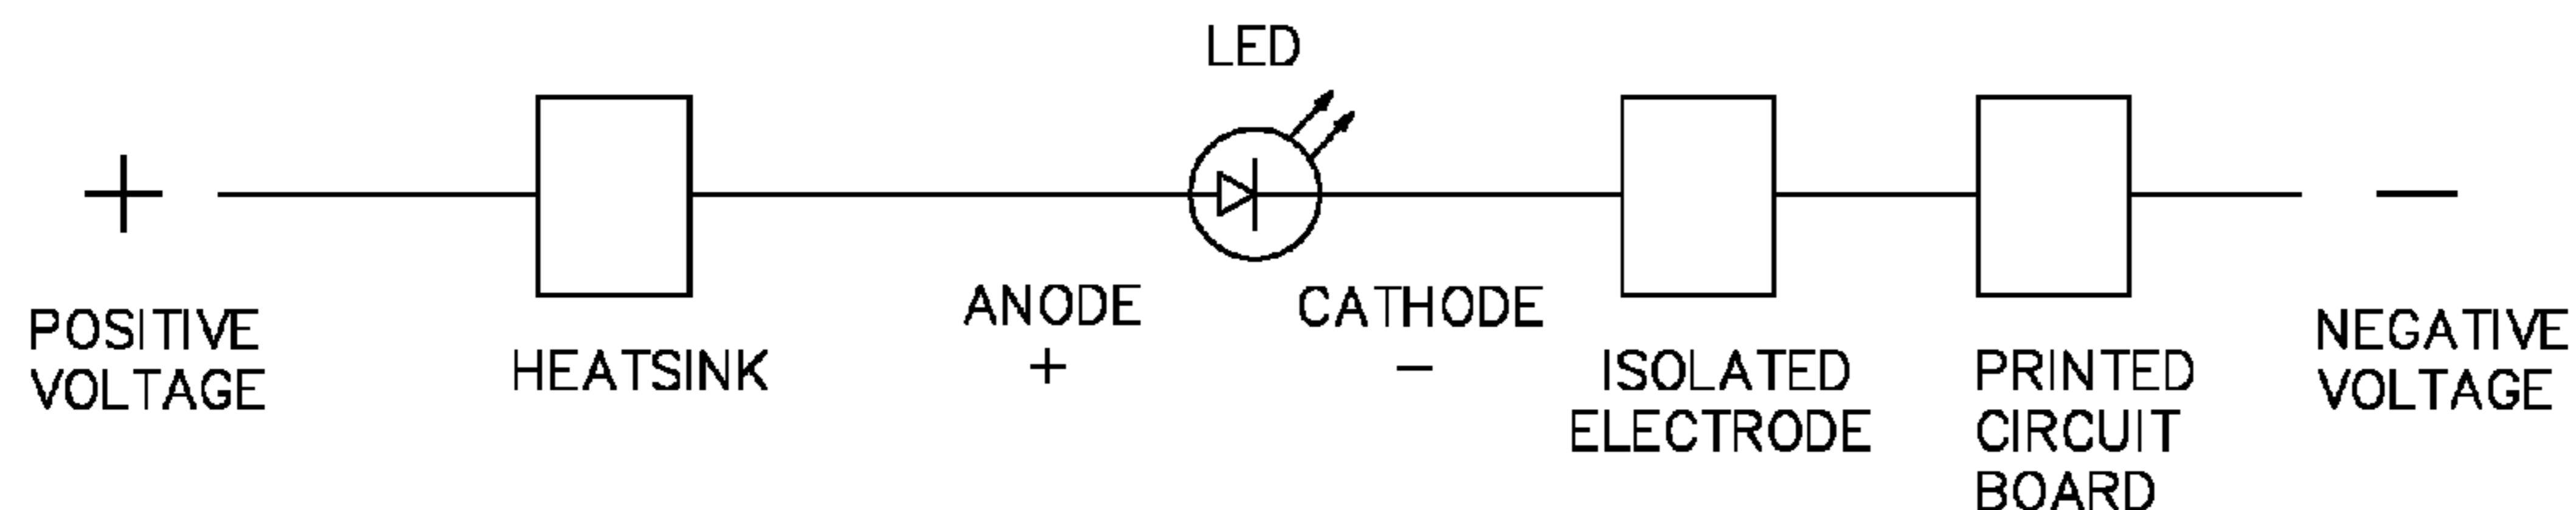 LED
+
POSITIVE
VOLTAGE
HEATSINK
ANODE
+
CATHODE
−
ISOLATED
ELECTRODE
PRINTED
CIRCUIT
BOARD
−
NEGATIVE
VOLTAGE